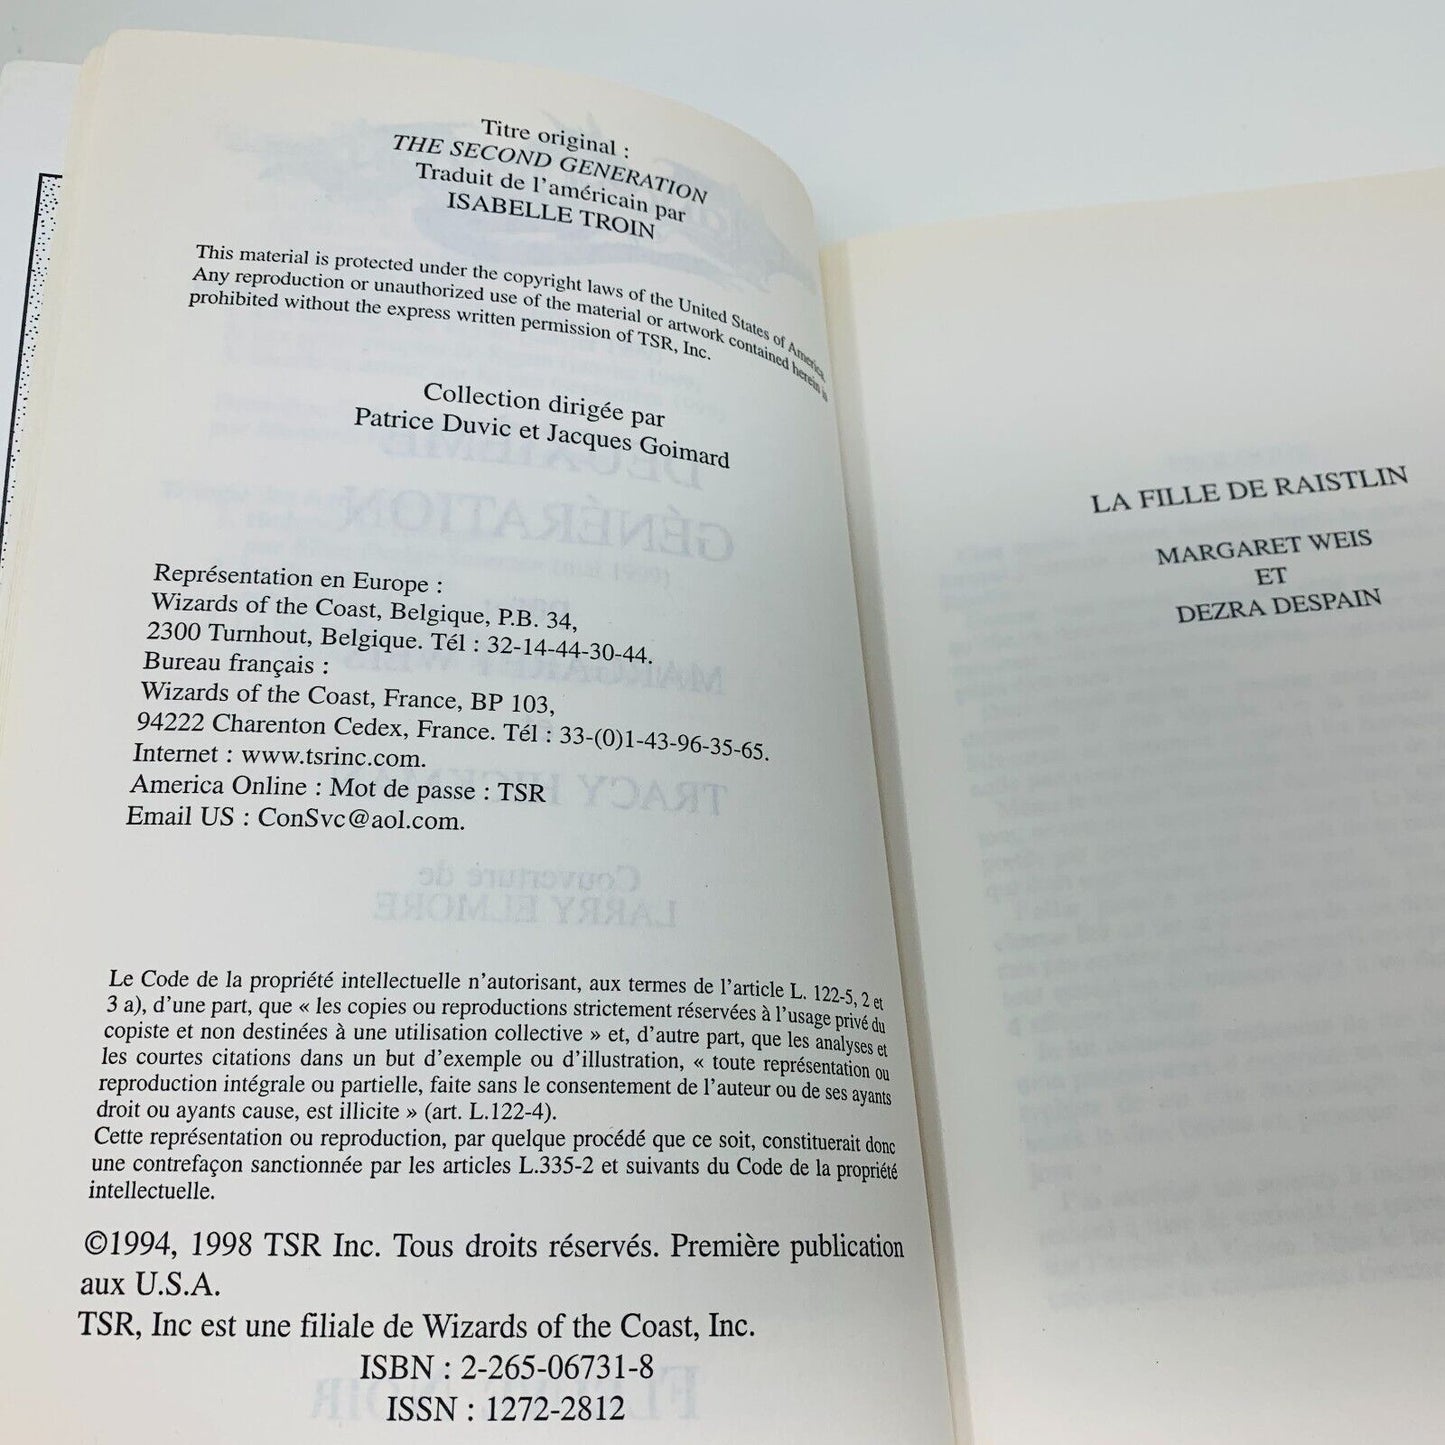 Titre original :
THE SECOND GENERATION
Traduit de l'américain par
ISABELLE TROIN
This material is protected under the copyright laws of the United States of America.
Any reproduction or unauthorized use of the material or artwork contained herein is
prohibited without the express written permission of TSR, Inc.
Collection dirigée par
Patrice Duvic et Jacques Goimard
Représentation en Europe :
Wizards of the Coast, Belgique, P.B. 34,
2300 Turnhout, Belgique. Tél : 32-14-44-30-44.
Bureau français :
Wizards of the Coast, France, BP 103,
94222 Charenton Cedex, France. Tél : 33-(0)1-43-96-35-65.
Internet : www.tsrinc.com.
America Online : Mot de passe : TSR
Email US : ConSvc@aol.com.
Le Code de la propriété intellectuelle n'autorisant, aux termes de l'article L. 122-5, 2 et
3 a), d'une part, que « les copies ou reproductions strictement réservées à l'usage privé du
copiste et non destinées à une utilisation collective » et, d'autre part, que les analyses et
les courtes citations dans un but d'exemple ou d'illustration, « toute représentation ou
reproduction intégrale ou partielle, faite sans le consentement de l'auteur ou de ses ayants
droit ou ayants cause, est illicite » (art. L.122-4).
Cette représentation ou reproduction, par quelque procédé que ce soit, constituerait donc
une contrefaçon sanctionnée par les articles L.335-2 et suivants du Code de la propriété
intellectuelle.
©1994, 1998 TSR Inc. Tous droits réservés. Première publication
aux U.S.A.
TSR, Inc est une filiale de Wizards of the Coast, Inc.
ISBN : 2-265-06731-8
ISSN : 1272-2812
LA FILLE DE RAISTLIN
MARGARET WEIS
ET
DEZRA DESPAIN